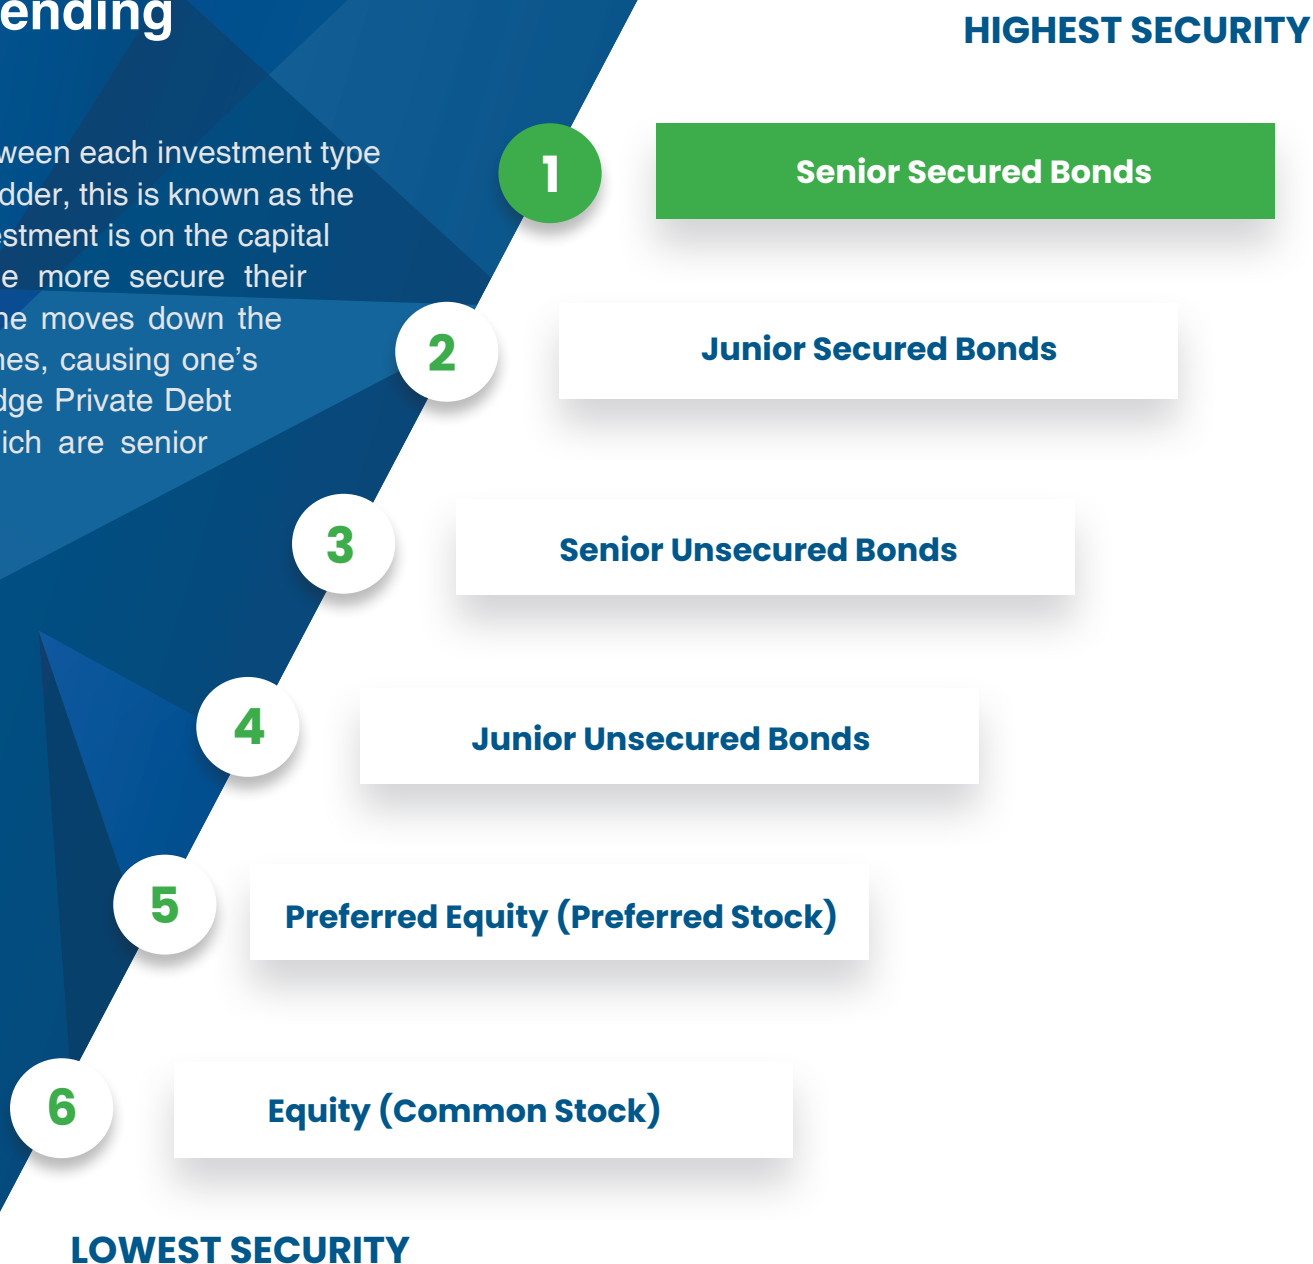 ending
HIGHEST SECURITY
ween each investment type
dder, this is known as the
estment is on the capital
e more secure their
ne moves down the
nes, causing one's
dge Private Debt
ich are senior
1
Senior Secured Bonds
2
Junior Secured Bonds
3
Senior Unsecured Bonds
4
Junior Unsecured Bonds
5
Preferred Equity (Preferred Stock)
6
Equity (Common Stock)
LOWEST SECURITY